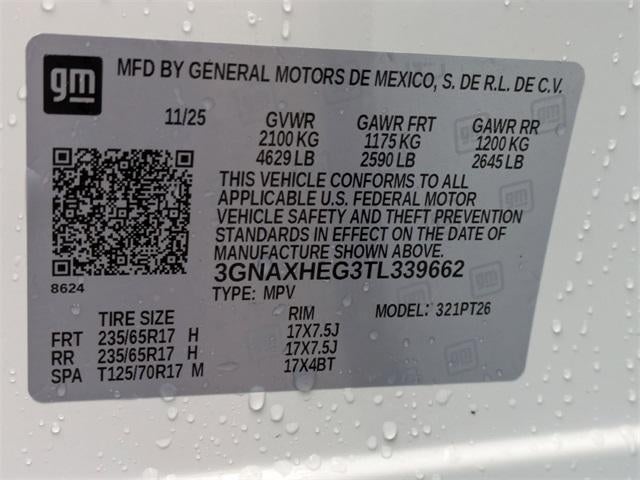 gm
MFD BY GENERAL MOTORS DE MEXICO, S. DE R.L. DE C.V.
11/25 GVWR GAWR FRT GAWR RR
2100 KG 1175 KG 1200 KG
4629 LB 2590 LB 2645 LB
THIS VEHICLE CONFORMS TO ALL
APPLICABLE U.S. FEDERAL MOTOR
VEHICLE SAFETY AND THEFT PREVENTION
STANDARDS IN EFFECT ON THE DATE OF
MANUFACTURE SHOWN ABOVE.
3GNAXHEG3TL339662
8624
TYPE: MPV MODEL: 321PT26
TIRE SIZE RIM
FRT 235/65R17 H 17X7.5J
RR 235/65R17 H 17X7.5J
SPA T125/70R17 M 17X4BT